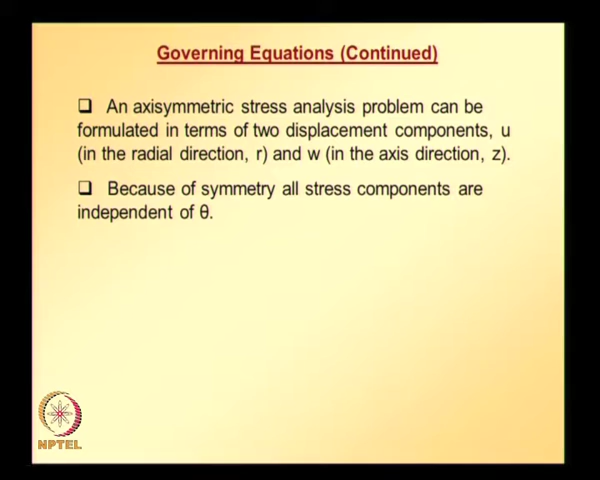 Governing Equations (Continued)
❑ An axisymmetric stress analysis problem can be
formulated in terms of two displacement components, u
(in the radial direction, r) and w (in the axis direction, z).
❑ Because of symmetry all stress components are
independent of θ.
NPTEL